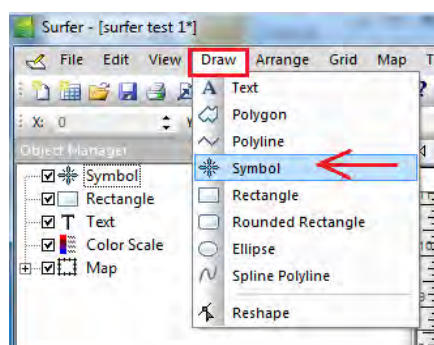 Surfer - [surfer test 1*]
File Edit View Draw Arrange Grid Map
X: 0
Object Manager
Symbol
Rectangle
Text
Color Scale
Map
Text
Polygon
Polyline
Symbol
Rectangle
Rounded Rectangle
Ellipse
Spline Polyline
Reshape